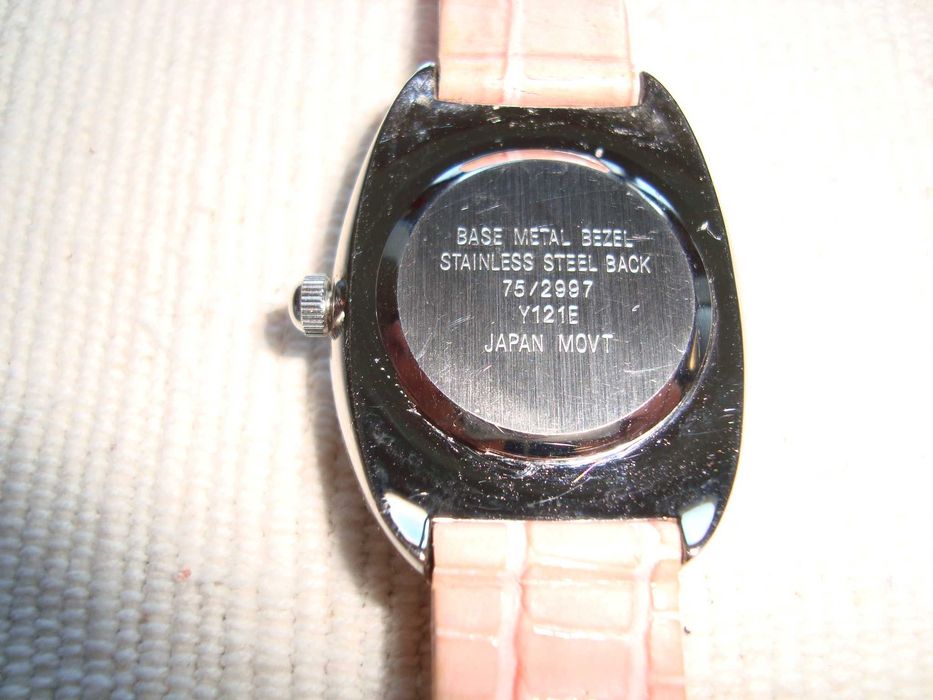 BASE METAL BEZEL
STAINLESS STEEL BACK
75/2997
Y121E
JAPAN MOVT